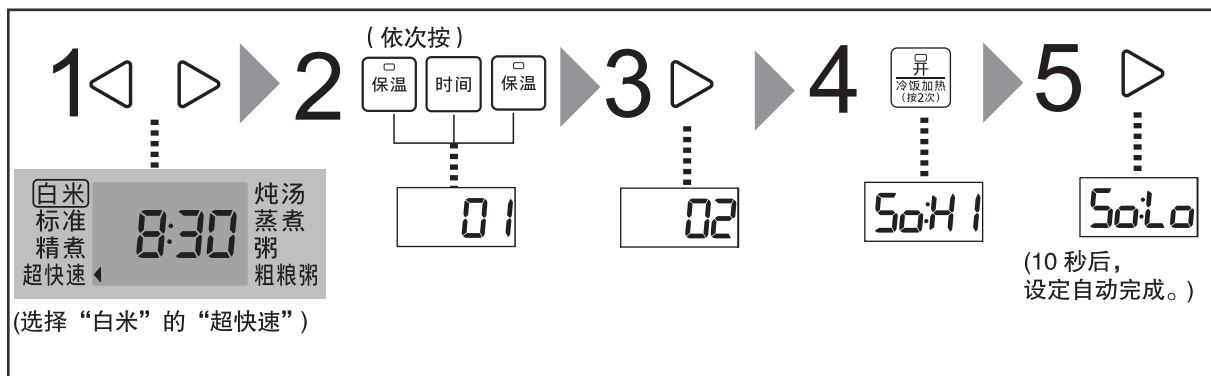 1
2
(依次按)
保温
时间
保温
3
4
开
冷饭加热
(按2次)
5
白米
标准
精煮
超快速
8:30
炖汤
蒸煮
粥
粗粮粥
01
02
So:HI
So:Lo
(选择“白米”的“超快速”)
(10 秒后,
设定自动完成。)